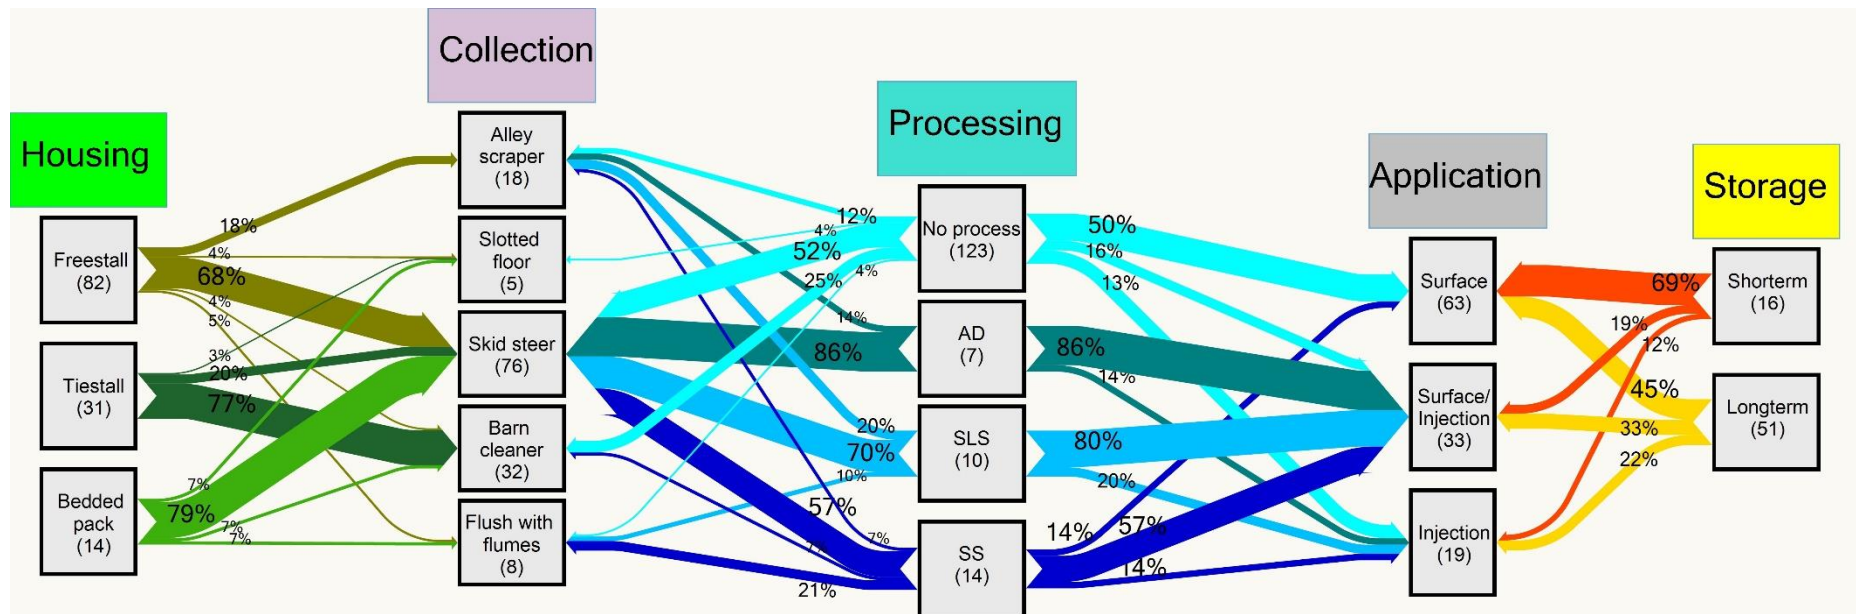 Housing
Freestall
(82)
Tiestall
(31)
Bedded
pack
(14)
18%
4%
68%
4%
5%
3%
20%
77%
7%
79%
7%
7%
Collection
Alley
scraper
(18)
Slotted
floor
(5)
Skid steer
(76)
Barn
cleaner
(32)
Flush with
flumes
(8)
12%
4%
52%
25%
4%
14%
86%
20%
70%
10%
57%
7%
7%
21%
Processing
No process
(123)
AD
(7)
SLS
(10)
SS
(14)
50%
16%
13%
86%
14%
80%
20%
14%
57%
14%
Application
Surface
(63)
Surface/
Injection
(33)
Injection
(19)
69%
19%
12%
45%
33%
22%
Storage
Shorterm
(16)
Longterm
(51)